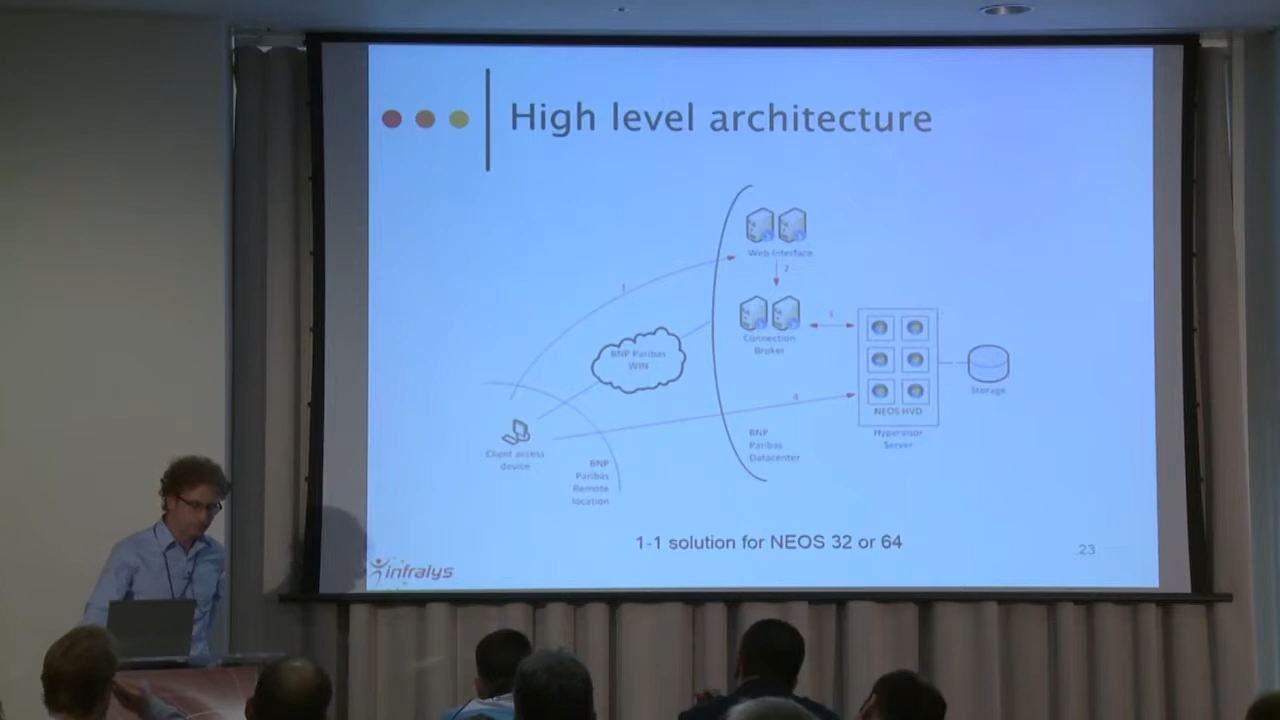 High level architecture
Web Interface
2
1
Connection
Broker
3
BNP Paribas
WIN
4
NEOS HVD
Hypervisor
Server
Storage
Client access
device
BNP
Paribas
Datacenter
BNP
Paribas
Remote
location
1-1 solution for NEOS 32 or 64
23
infralys